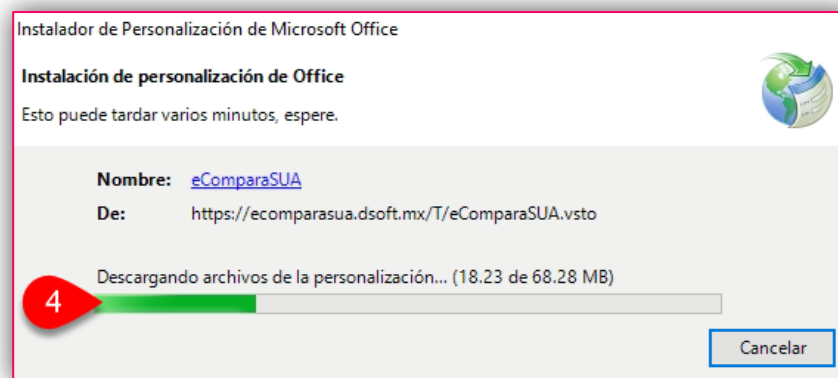 Instalador de Personalización de Microsoft Office
Instalación de personalización de Office
Esto puede tardar varios minutos, espere.
Nombre: eComparaSUA
De: https://ecomparasua.dsoft.mx/T/eComparaSUA.vsto
Descargando archivos de la personalización... (18.23 de 68.28 MB)
4
Cancelar